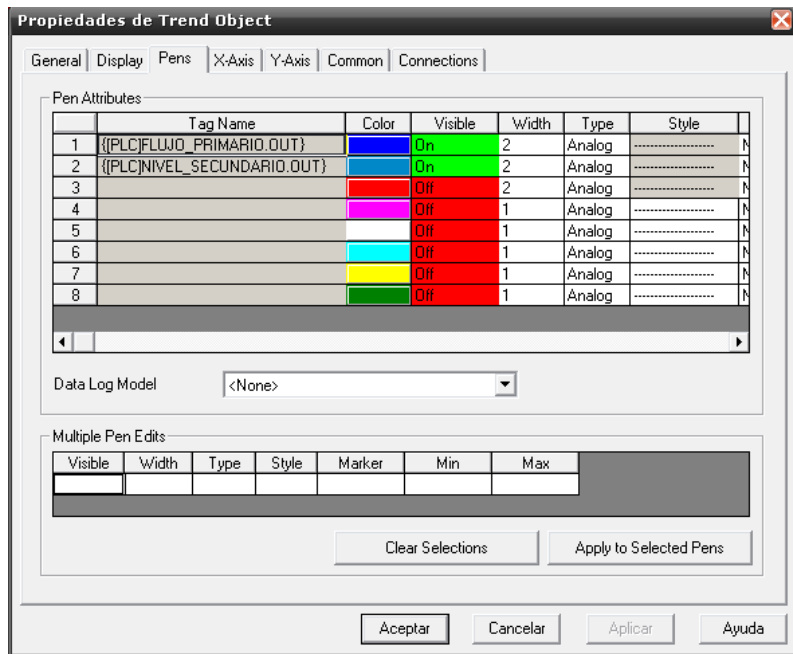 Propiedades de Trend Object
General Display Pens X-Axis Y-Axis Common Connections
Pen Attributes
Tag Name Color Visible Width Type Style
1 {[PLC]FLUJO_PRIMARIO.OUT} On 2 Analog --------------------
2 {[PLC]NIVEL_SECUNDARIO.OUT} On 2 Analog --------------------
3 Off 2 Analog --------------------
4 Off 1 Analog --------------------
5 Off 1 Analog --------------------
6 Off 1 Analog --------------------
7 Off 1 Analog --------------------
8 Off 1 Analog --------------------
Data Log Model <None>
Multiple Pen Edits
Visible Width Type Style Marker Min Max
Clear Selections Apply to Selected Pens
Aceptar Cancelar Aplicar Ayuda